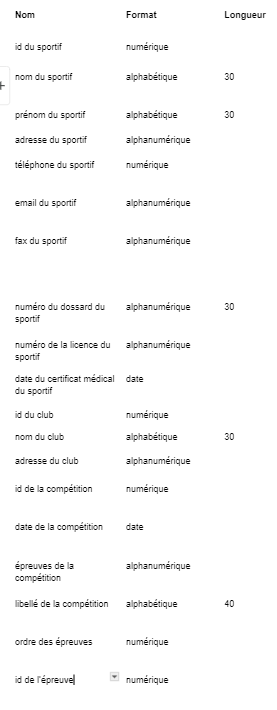 Nom Format Longueur
id du sportif numérique
nom du sportif alphabétique 30
prénom du sportif alphabétique 30
adresse du sportif alphanumérique
téléphone du sportif numérique
email du sportif alphanumérique
fax du sportif alphanumérique
numéro du dossard du alphanumérique 30
sportif
numéro de la licence du alphanumérique
sportif
date du certificat médical date
du sportif
id du club numérique
nom du club alphabétique 30
adresse du club alphanumérique
id de la compétition numérique
date de la compétition date
épreuves de la alphanumérique
compétition
libellé de la compétition alphabétique 40
ordre des épreuves numérique
id de l'épreuve numérique